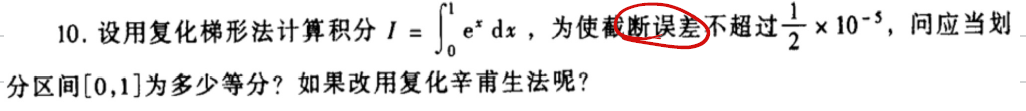 10. 设用复化梯形法计算积分 I = ∫₀¹ eˣ dx , 为使截断误差不超过 1/2 × 10⁻⁵, 问应当划
分区间[0,1]为多少等分? 如果改用复化辛甫生法呢?